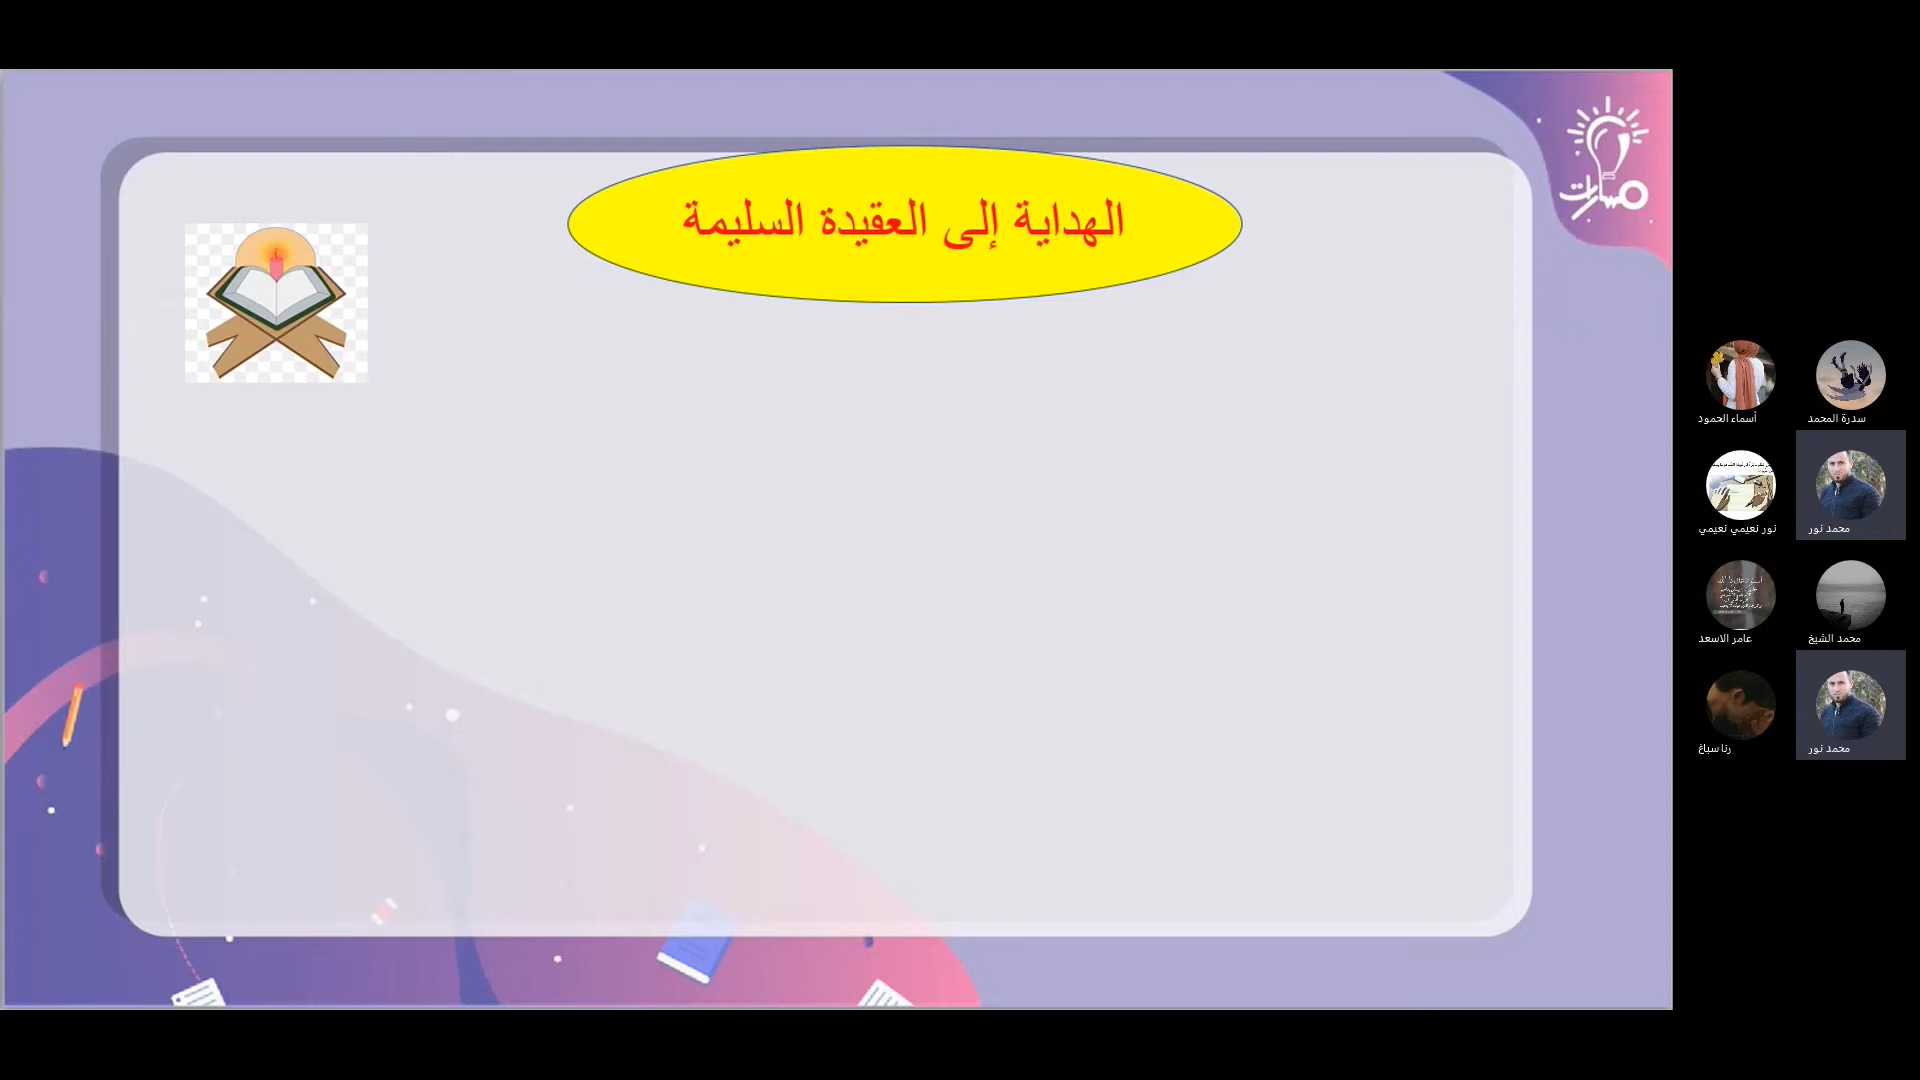 الهداية إلى العقيدة السليمة
مسارات
أسماء الحمود
سدرة المحمد
نور نعيمي نعيمي
محمد نور
عامر الاسعد
محمد الشيخ
رنا سباغ
محمد نور